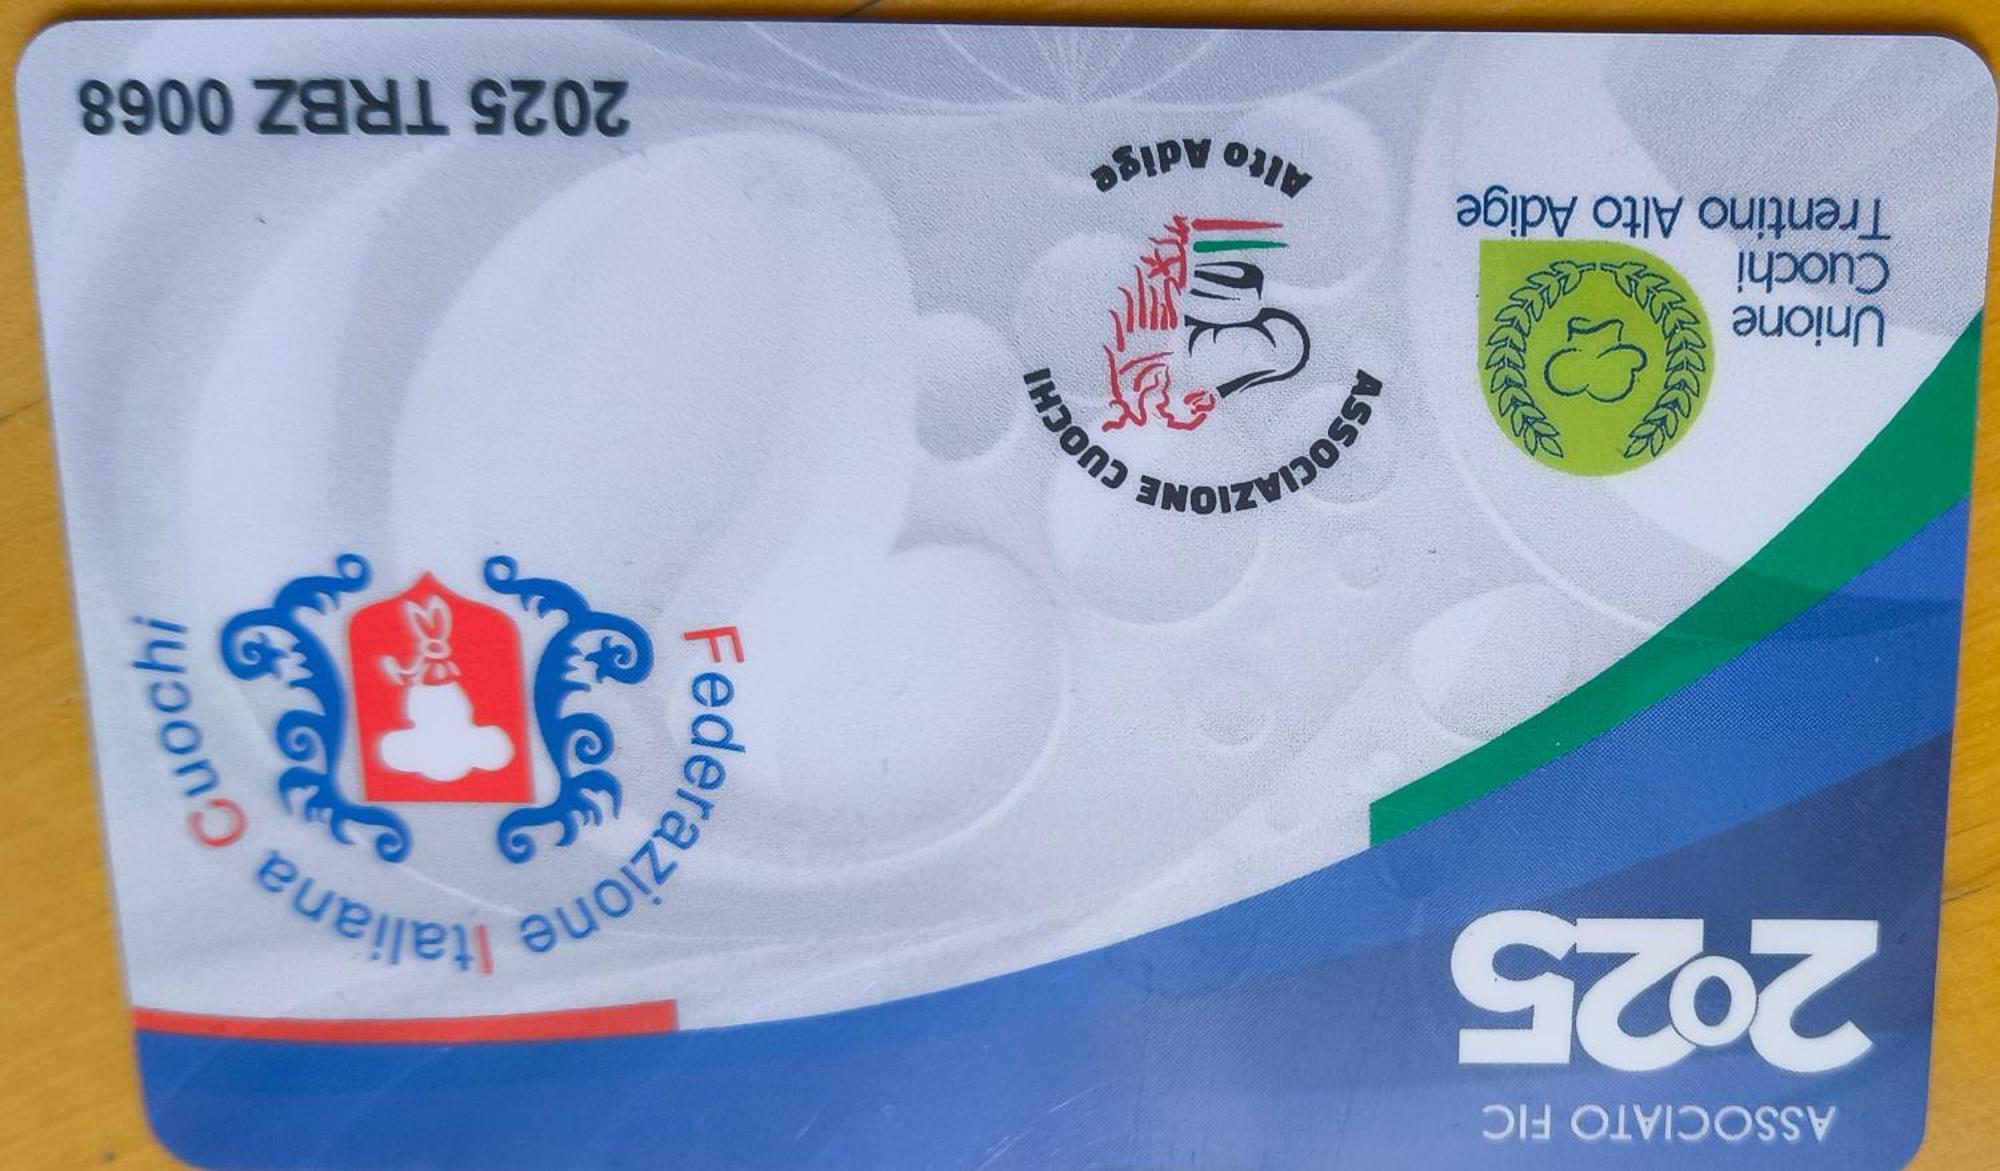 ASSOCIATO FIC
2025
Federazione Italiana Cuochi
Unione
Cuochi
Trentino Alto Adige
ASSOCIAZIONE CUOCHI
Alto Adige
2025 TRBZ 0068